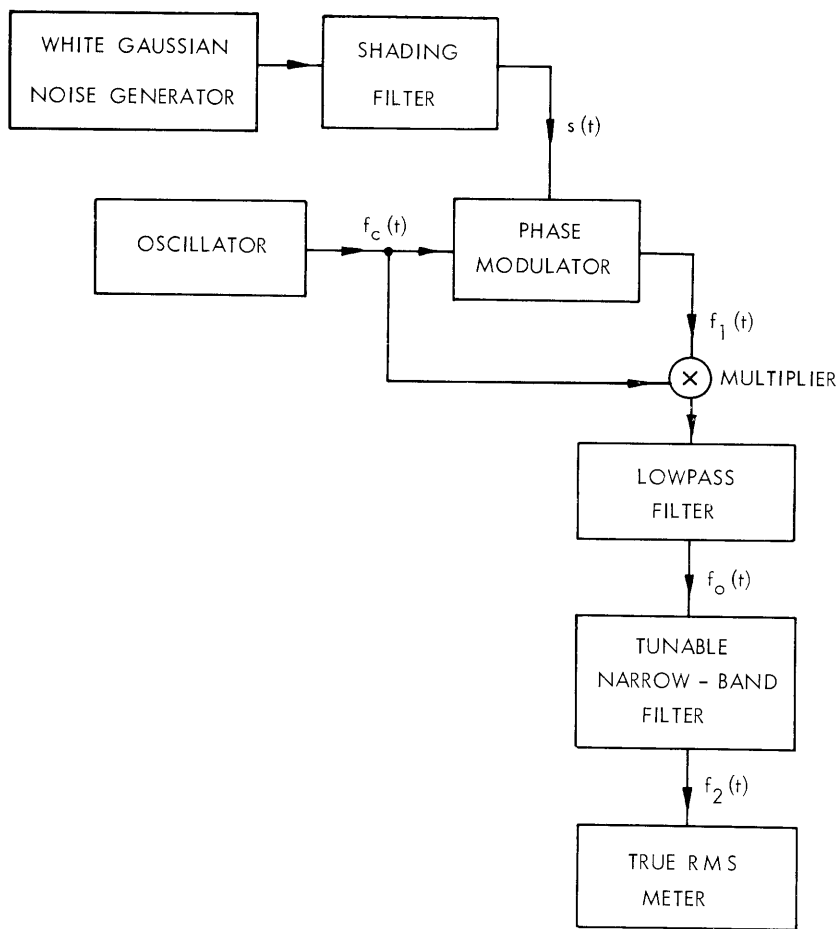 WHITE GAUSSIAN
NOISE GENERATOR
SHADING
FILTER
s(t)
OSCILLATOR
f_c(t)
PHASE
MODULATOR
f_1(t)
×
MULTIPLIER
LOWPASS
FILTER
f_o(t)
TUNABLE
NARROW - BAND
FILTER
f_2(t)
TRUE RMS
METER